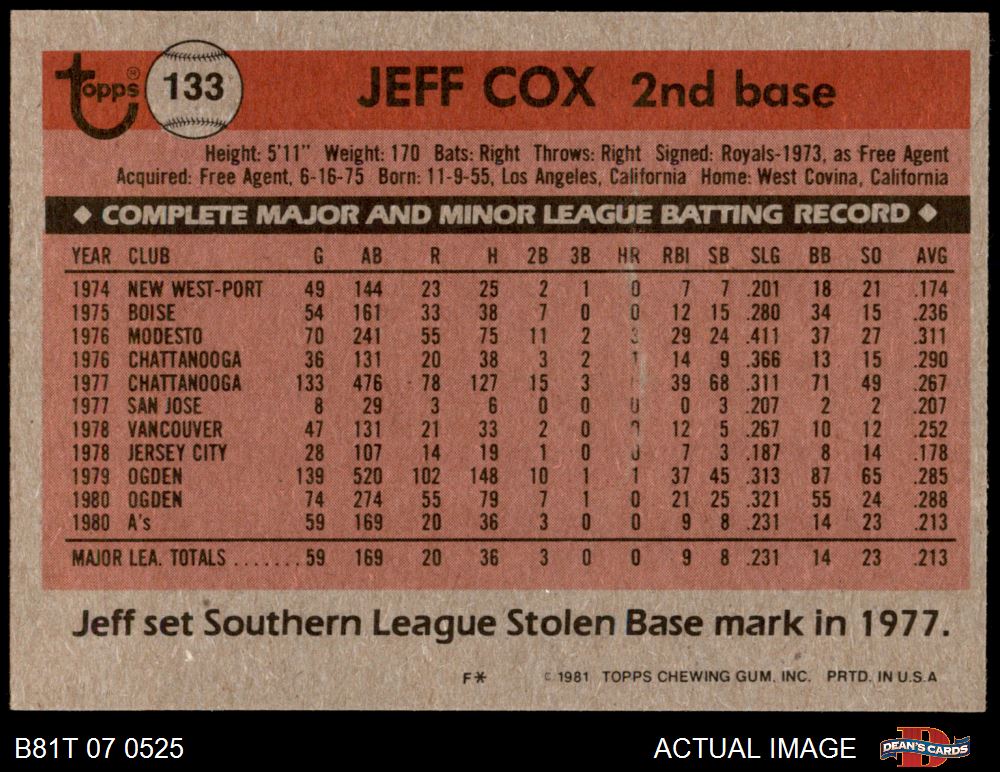 topps® 133 JEFF COX 2nd base
Height: 5'11" Weight: 170 Bats: Right Throws: Right Signed: Royals-1973, as Free Agent
Acquired: Free Agent, 6-16-75 Born: 11-9-55, Los Angeles, California Home: West Covina, California
◆ COMPLETE MAJOR AND MINOR LEAGUE BATTING RECORD ◆
YEAR CLUB G AB R H 2B 3B HR RBI SB SLG BB SO AVG
1974 NEW WEST-PORT 49 144 23 25 2 1 0 7 7 .201 18 21 .174
1975 BOISE 54 161 33 38 7 0 0 12 15 .280 34 15 .236
1976 MODESTO 70 241 55 75 11 2 3 29 24 .411 37 27 .311
1976 CHATTANOOGA 36 131 20 38 3 2 1 14 9 .366 13 15 .290
1977 CHATTANOOGA 133 476 78 127 15 3 39 68 .311 71 49 .267
1977 SAN JOSE 8 29 3 6 0 0 0 0 3 .207 2 2 .207
1978 VANCOUVER 47 131 21 33 2 0 12 5 .267 10 12 .252
1978 JERSEY CITY 28 107 14 19 1 0 0 7 3 .187 8 14 .178
1979 OGDEN 139 520 102 148 10 1 1 37 45 .313 87 65 .285
1980 OGDEN 74 274 55 79 7 1 0 21 25 .321 55 24 .288
1980 A's 59 169 20 36 3 0 0 9 8 .231 14 23 .213
MAJOR LEA. TOTALS .......59 169 20 36 3 0 0 9 8 .231 14 23 .213
Jeff set Southern League Stolen Base mark in 1977.
F* © 1981 TOPPS CHEWING GUM, INC. PRTD. IN U.S.A
B81T 07 0525 ACTUAL IMAGE DEAN'S CARDS